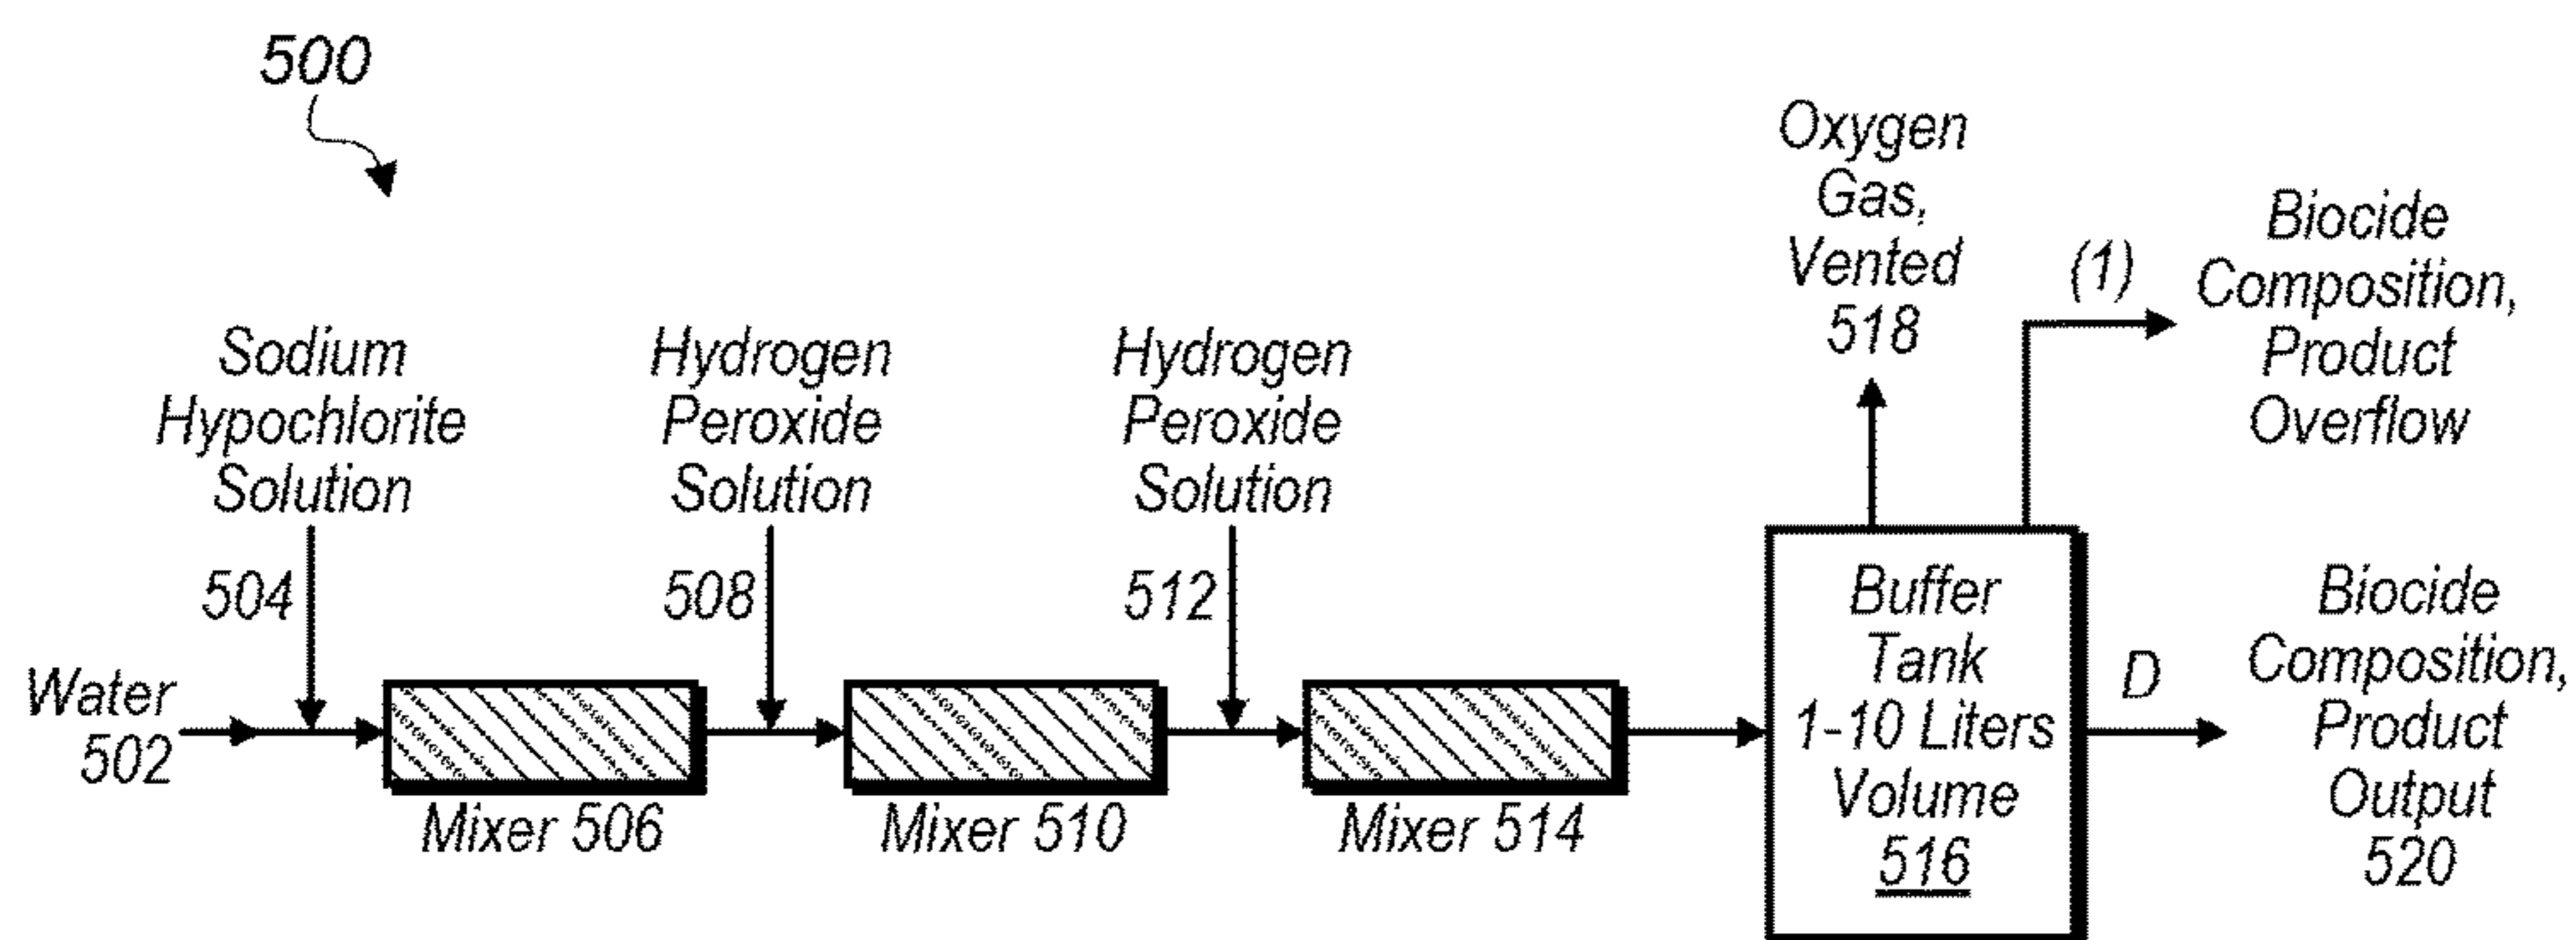 500
Oxygen
Gas,
Vented
518
(1)
Biocide
Composition,
Product
Overflow
Sodium
Hypochlorite
Solution
504
Hydrogen
Peroxide
Solution
508
Hydrogen
Peroxide
Solution
512
Water
502
Mixer 506
Mixer 510
Mixer 514
Buffer
Tank
1-10 Liters
Volume
516
D
Biocide
Composition,
Product
Output
520